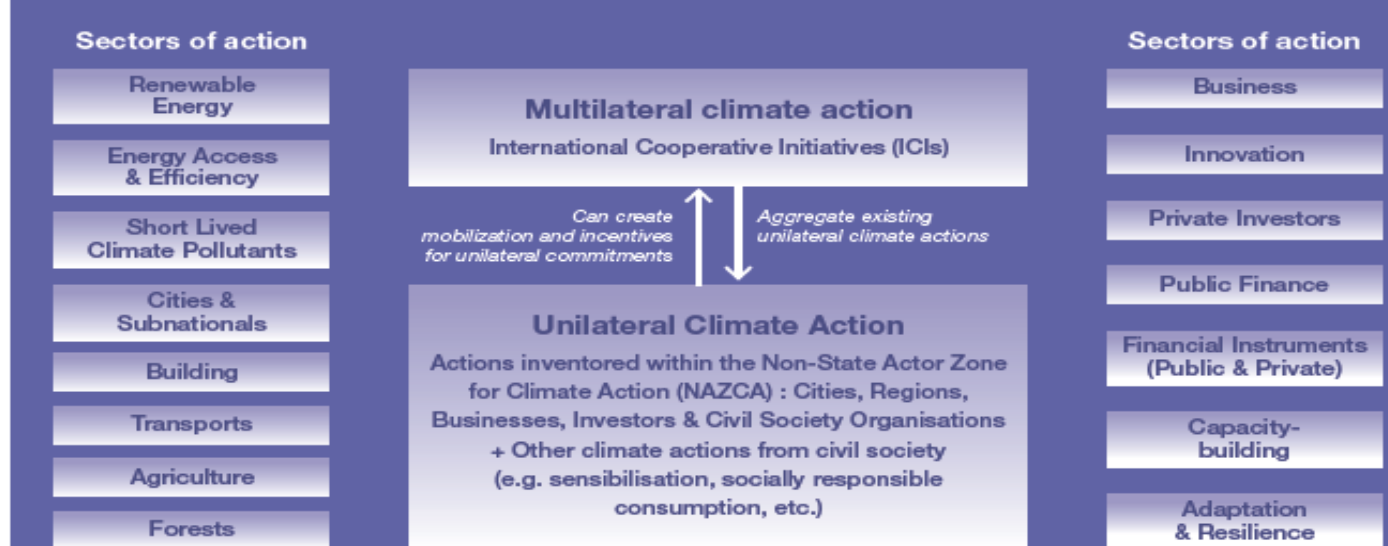 Sectors of action
Renewable
Energy
Energy Access
& Efficiency
Short Lived
Climate Pollutants
Cities &
Subnationals
Building
Transports
Agriculture
Forests
Multilateral climate action
International Cooperative Initiatives (ICIs)
Can create
mobilization and incentives
for unilateral commitments
Aggregate existing
unilateral climate actions
Unilateral Climate Action
Actions inventored within the Non-State Actor Zone
for Climate Action (NAZCA) : Cities, Regions,
Businesses, Investors & Civil Society Organisations
+ Other climate actions from civil society
(e.g. sensibilisation, socially responsible
consumption, etc.)
Sectors of action
Business
Innovation
Private Investors
Public Finance
Financial Instruments
(Public & Private)
Capacity-
building
Adaptation
& Resilience